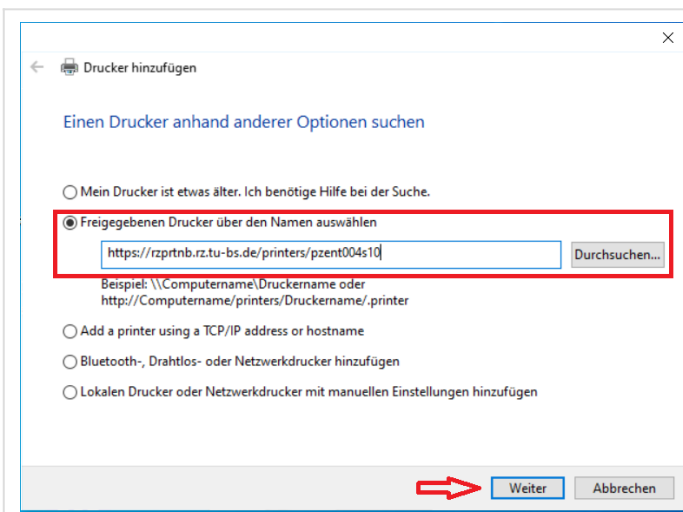 Drucker hinzufügen
Einen Drucker anhand anderer Optionen suchen
Mein Drucker ist etwas älter. Ich benötige Hilfe bei der Suche.
Freigegebenen Drucker über den Namen auswählen
https://rzprtnb.rz.tu-bs.de/printers/pzent004s10
Durchsuchen...
Beispiel: \\Computername\Druckername oder
http://Computername/printers/Druckername/.printer
Add a printer using a TCP/IP address or hostname
Bluetooth-, Drahtlos- oder Netzwerkdrucker hinzufügen
Lokalen Drucker oder Netzwerkdrucker mit manuellen Einstellungen hinzufügen
Weiter
Abbrechen